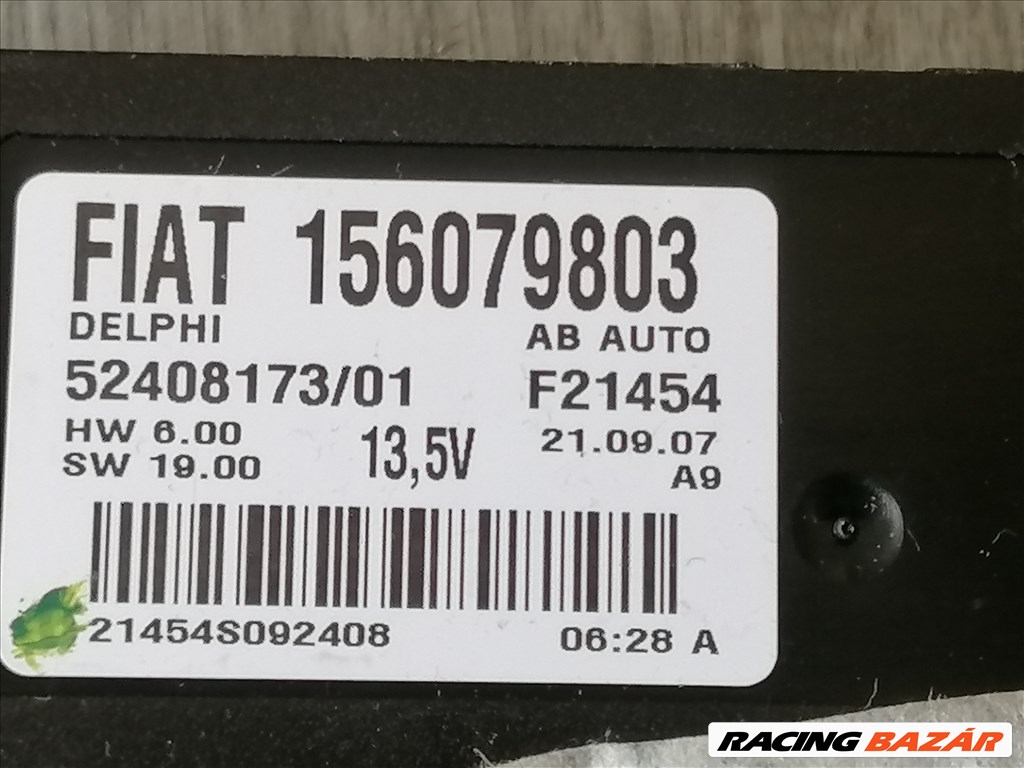 FIAT 156079803
DELPHI AB AUTO
52408173/01 F21454
HW 6.00 13,5V 21.09.07
SW 19.00 A9
21454S092408 06:28 A
RACING BAZÁR